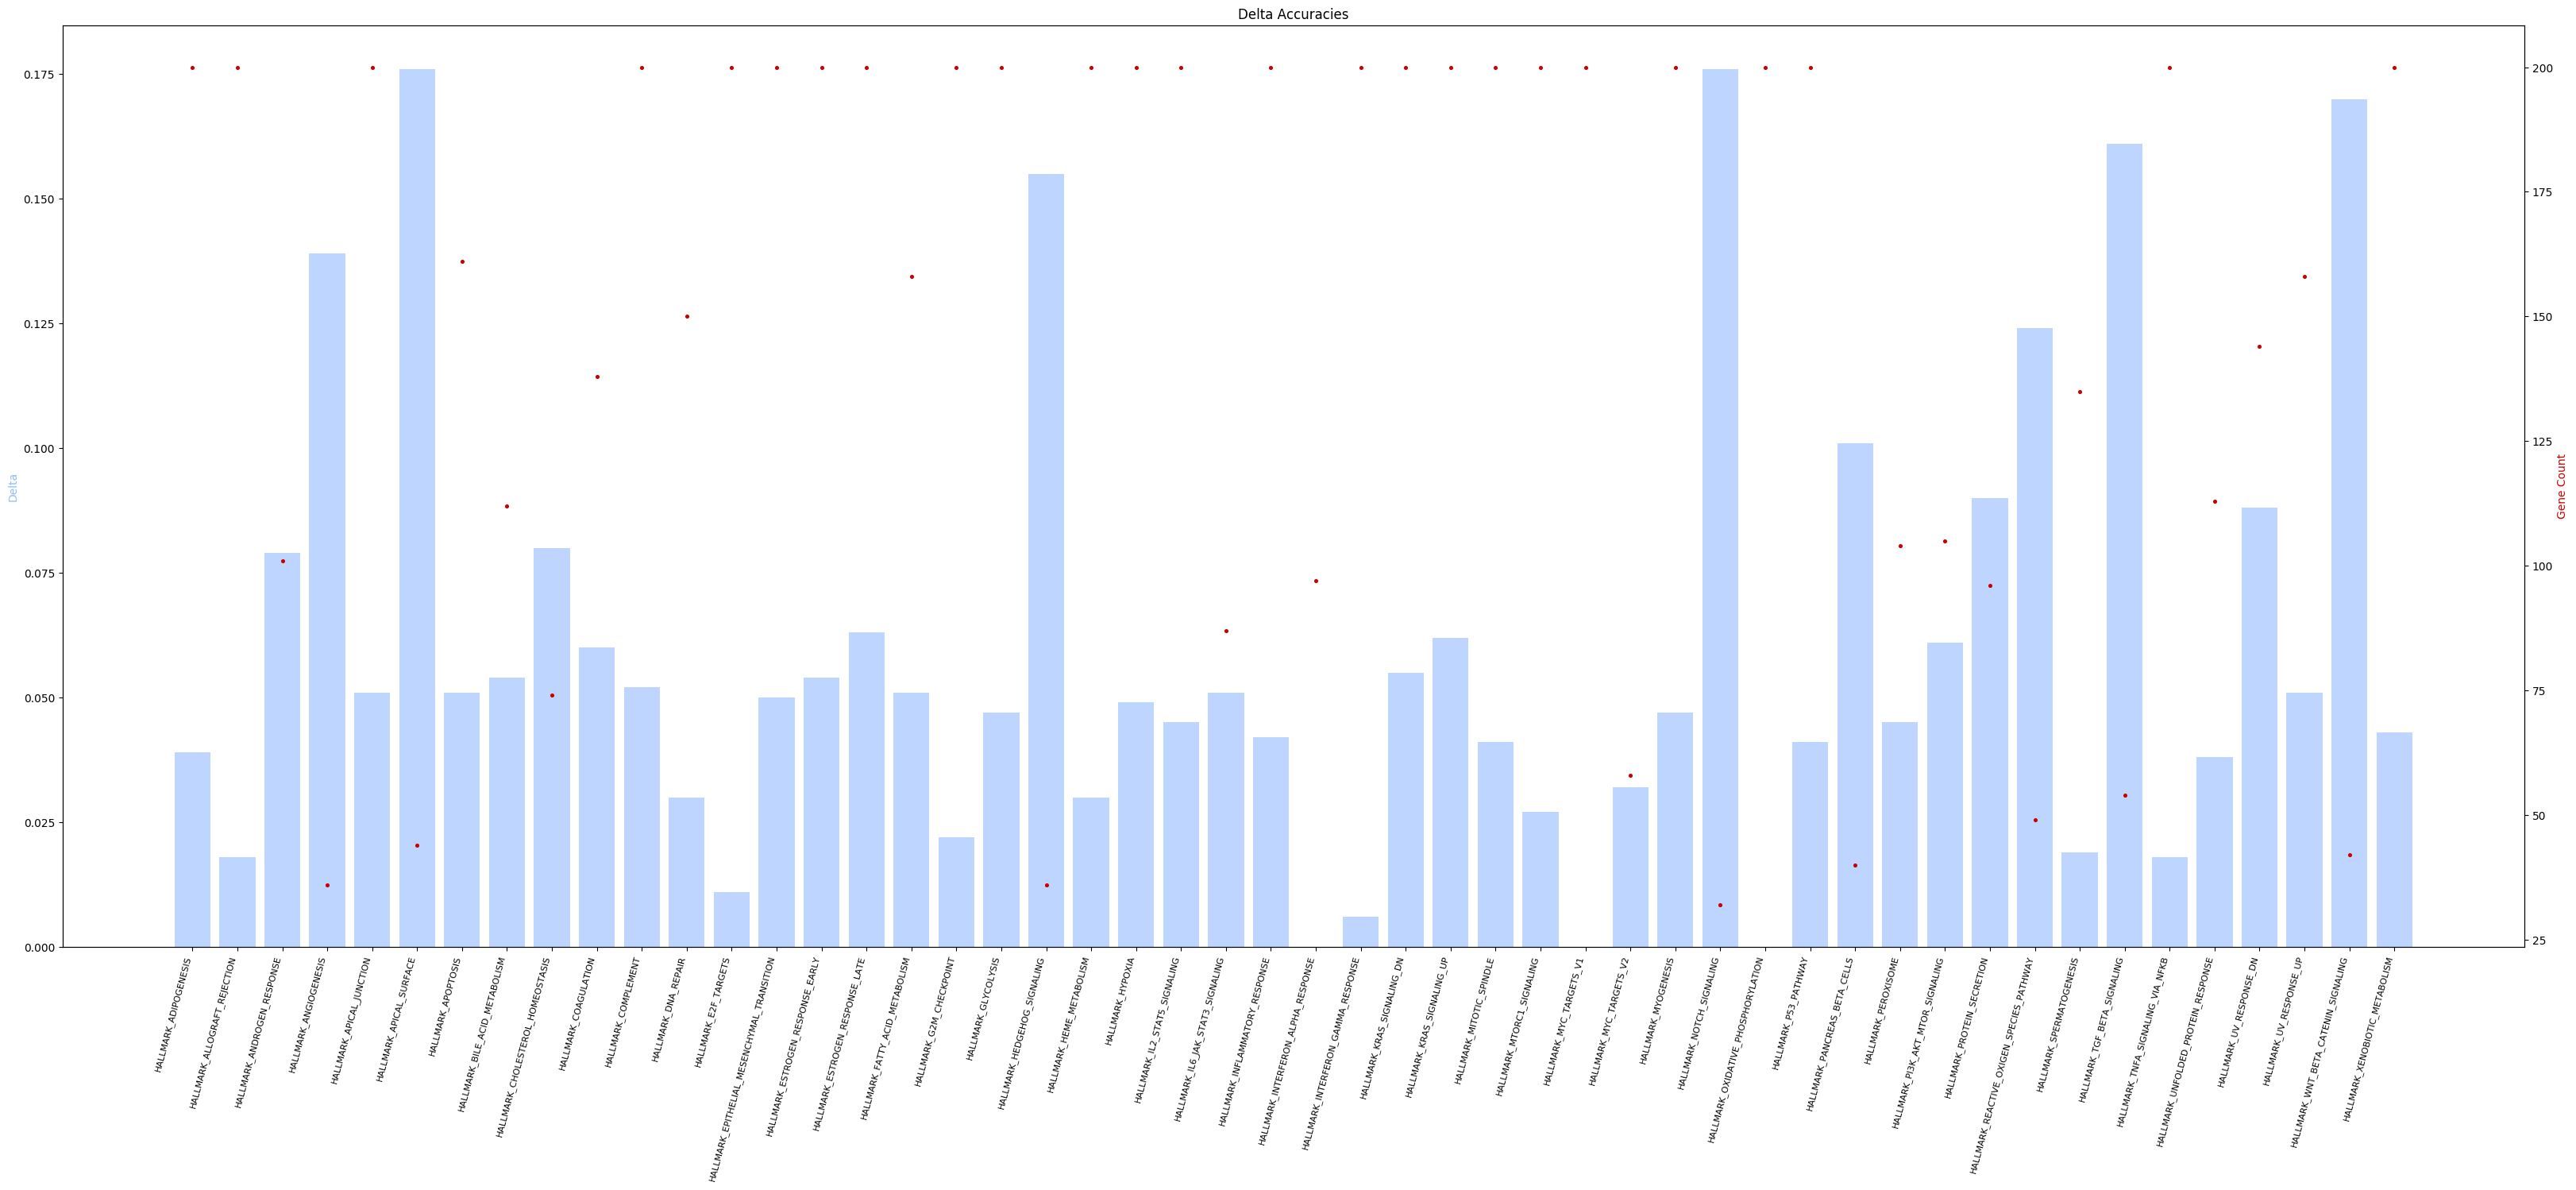 Delta Accuracies
0.175
0.150
0.125
0.100
0.075
0.050
0.025
0.000
Delta
200
175
150
125
100
75
50
25
Gene Count
HALLMARK_ADIPOGENESIS
HALLMARK_ALLOGRAFT_REJECTION
HALLMARK_ANDROGEN_RESPONSE
HALLMARK_ANGIOGENESIS
HALLMARK_APICAL_JUNCTION
HALLMARK_APICAL_SURFACE
HALLMARK_APOPTOSIS
HALLMARK_BILE_ACID_METABOLISM
HALLMARK_CHOLESTEROL_HOMEOSTASIS
HALLMARK_COAGULATION
HALLMARK_COMPLEMENT
HALLMARK_DNA_REPAIR
HALLMARK_E2F_TARGETS
HALLMARK_EPITHELIAL_MESENCHYMAL_TRANSITION
HALLMARK_ESTROGEN_RESPONSE_EARLY
HALLMARK_ESTROGEN_RESPONSE_LATE
HALLMARK_FATTY_ACID_METABOLISM
HALLMARK_G2M_CHECKPOINT
HALLMARK_GLYCOLYSIS
HALLMARK_HEDGEHOG_SIGNALING
HALLMARK_HEME_METABOLISM
HALLMARK_HYPOXIA
HALLMARK_IL2_STAT5_SIGNALING
HALLMARK_IL6_JAK_STAT3_SIGNALING
HALLMARK_INFLAMMATORY_RESPONSE
HALLMARK_INTERFERON_ALPHA_RESPONSE
HALLMARK_INTERFERON_GAMMA_RESPONSE
HALLMARK_KRAS_SIGNALING_DN
HALLMARK_KRAS_SIGNALING_UP
HALLMARK_MITOTIC_SPINDLE
HALLMARK_MTORC1_SIGNALING
HALLMARK_MYC_TARGETS_V1
HALLMARK_MYC_TARGETS_V2
HALLMARK_MYOGENESIS
HALLMARK_NOTCH_SIGNALING
HALLMARK_OXIDATIVE_PHOSPHORYLATION
HALLMARK_P53_PATHWAY
HALLMARK_PANCREAS_BETA_CELLS
HALLMARK_PEROXISOME
HALLMARK_PI3K_AKT_MTOR_SIGNALING
HALLMARK_PROTEIN_SECRETION
HALLMARK_REACTIVE_OXIGEN_SPECIES_PATHWAY
HALLMARK_SPERMATOGENESIS
HALLMARK_TGF_BETA_SIGNALING
HALLMARK_TNFA_SIGNALING_VIA_NFKB
HALLMARK_UNFOLDED_PROTEIN_RESPONSE
HALLMARK_UV_RESPONSE_DN
HALLMARK_UV_RESPONSE_UP
HALLMARK_WNT_BETA_CATENIN_SIGNALING
HALLMARK_XENOBIOTIC_METABOLISM